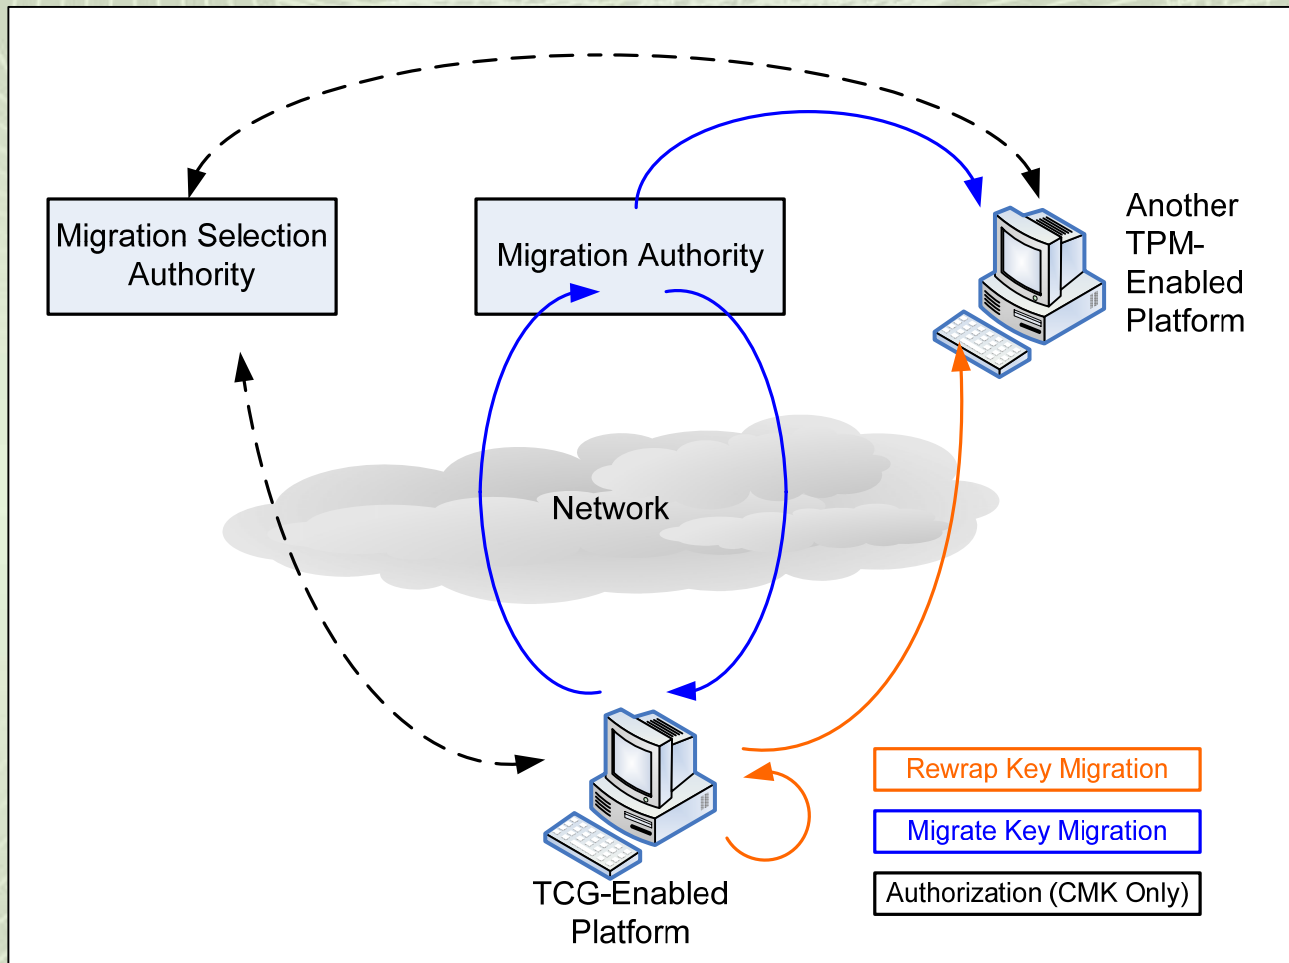 Migration Selection
Authority
Migration Authority
Another
TPM-
Enabled
Platform
Network
TCG-Enabled
Platform
Rewrap Key Migration
Migrate Key Migration
Authorization (CMK Only)